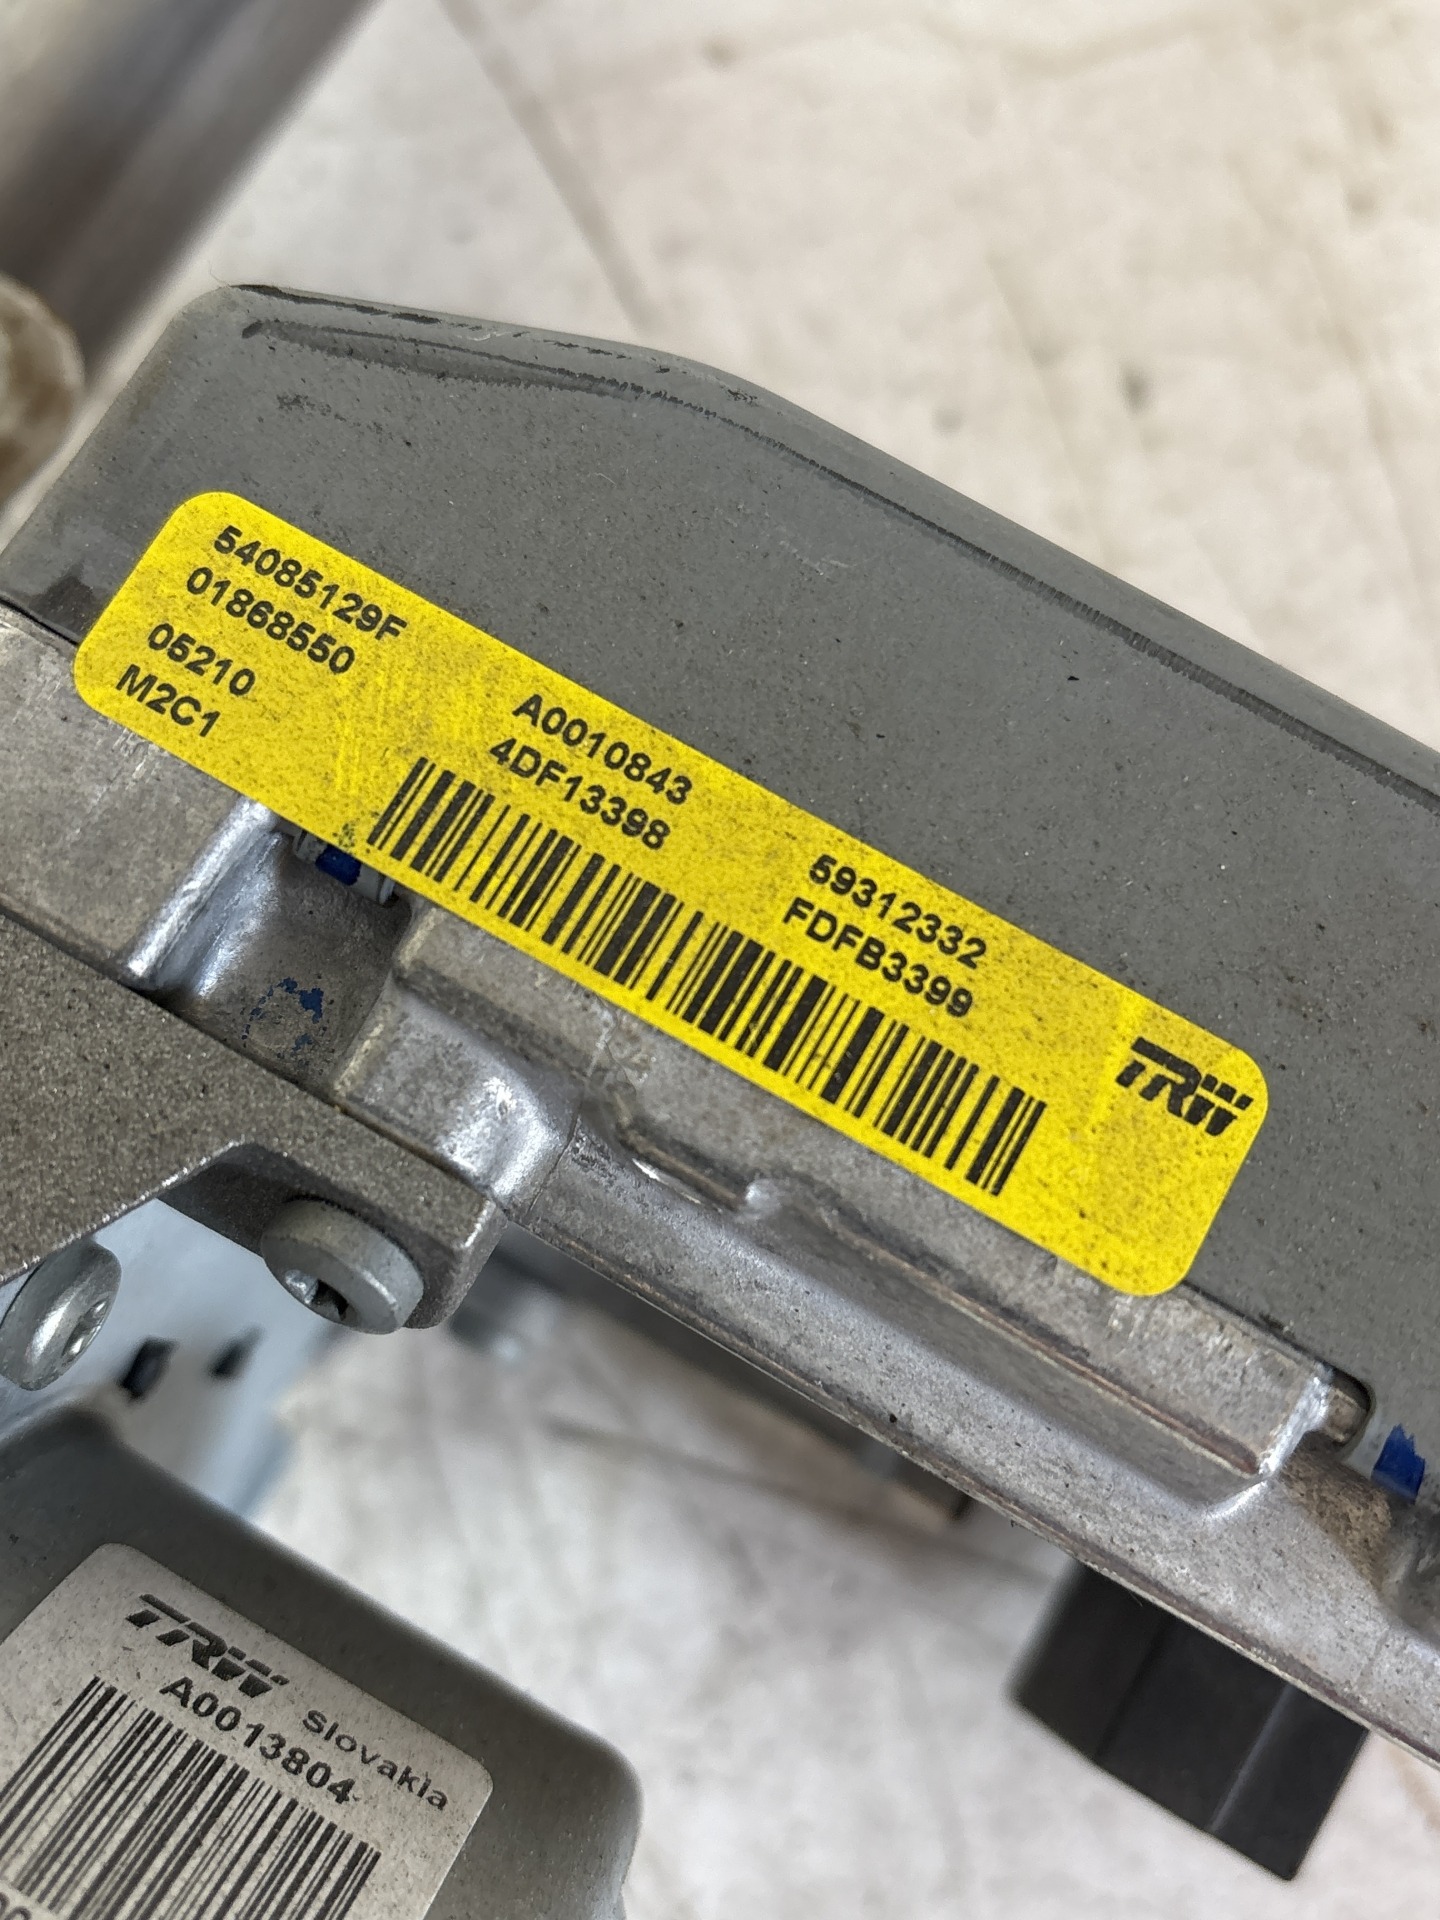 54085129F
01868550
05210
M2C1
A0010843
4DF13398
59312332
FDFB3399
TRW
TRW Slovakia
A0013804